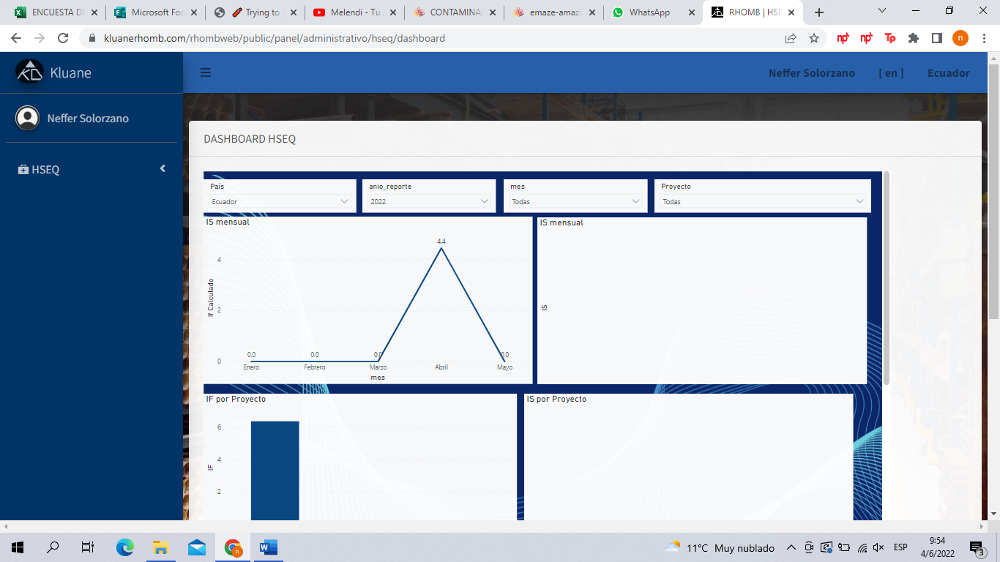 ENCUESTA DE
Microsoft For
Trying to
Melendi - Tu
CONTAMINA
emaze-amazi
WhatsApp
RHOMB | HSE
kluanerhomb.com/rhombweb/public/panel/administrativo/hseq/dashboard
n
Kluane
Neffer Solorzano
[ en ]
Ecuador
Neffer Solorzano
HSEQ
DASHBOARD HSEQ
País
anio_reporte
mes
Proyecto
Ecuador
2022
Todas
Todas
IS mensual
If Calculado
4
2
0
4.4
0.0
0.0
0.0
0.0
Enero
Febrero
Marzo
Abril
Mayo
mes
IS mensual
IS
IF por Proyecto
IF
6
4
2
IS por Proyecto
11°C Muy nublado
ESP
9:54
4/6/2022
3